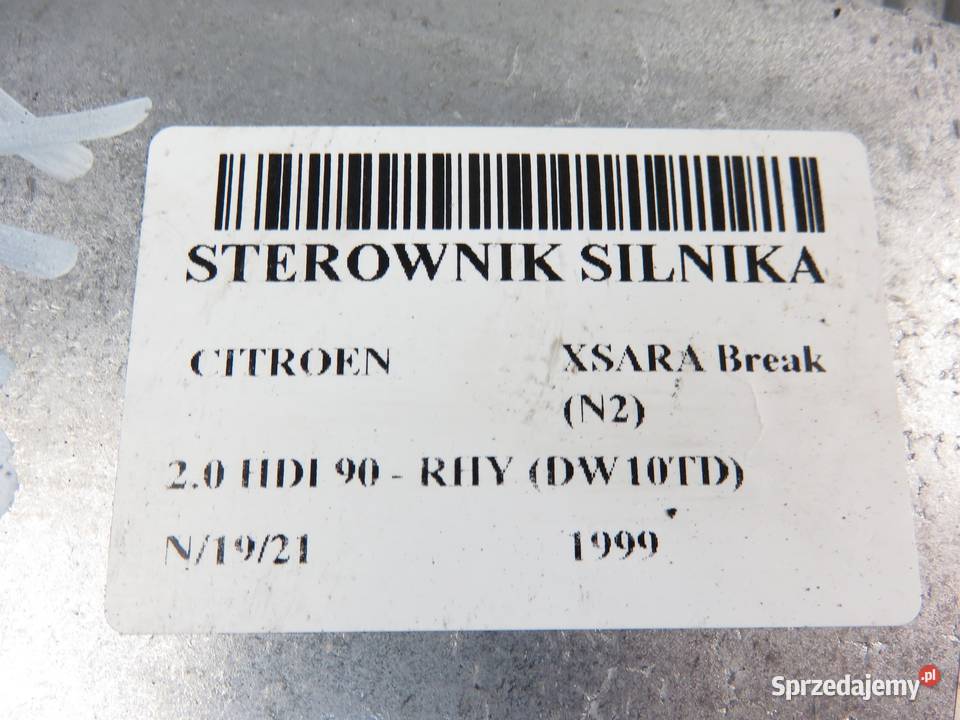 STEROWNIK SILNIKA
CITROEN XSARA Break
(N2)
2.0 HDI 90 - RHY (DW10TD)
N/19/21 1999
Sprzedajemy.pl